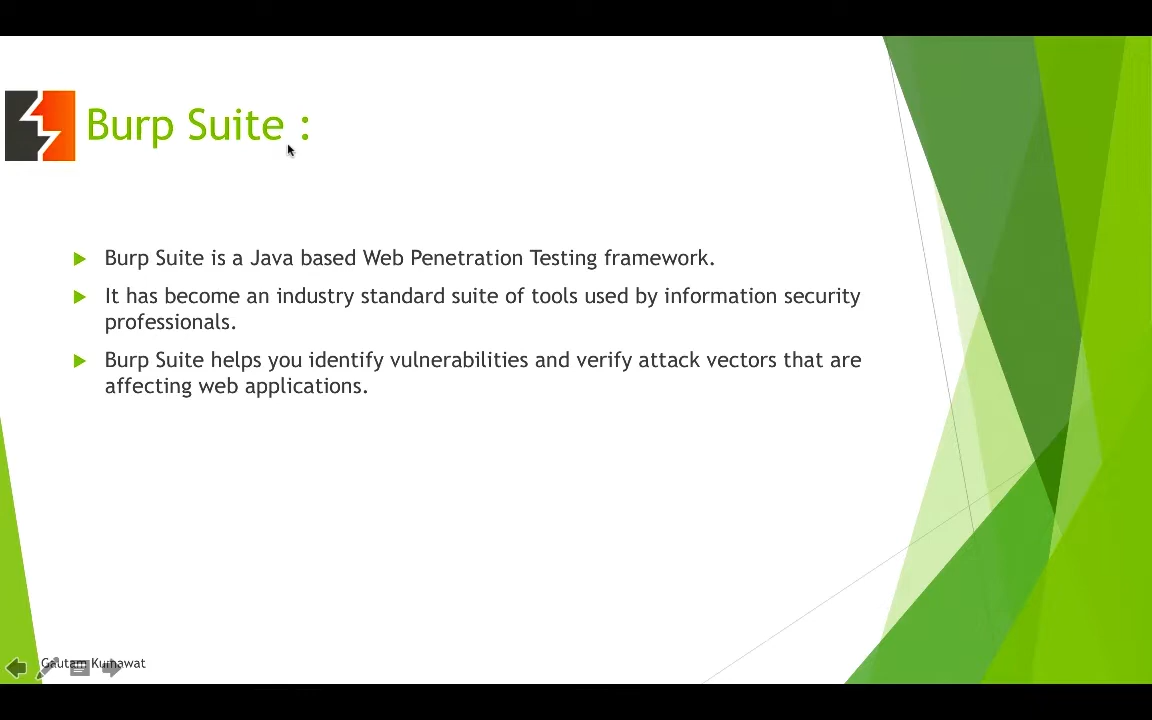 Burp Suite :
Burp Suite is a Java based Web Penetration Testing framework.
It has become an industry standard suite of tools used by information security
professionals.
Burp Suite helps you identify vulnerabilities and verify attack vectors that are
affecting web applications.
Gautam Kumawat